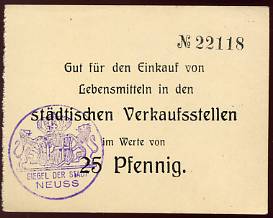 № 22118
Gut für den Einkauf von
Lebensmitteln in den
städtischen Verkaufsstellen
im Werte von
25 Pfennig.
SIEGEL DER STADT
NEUSS